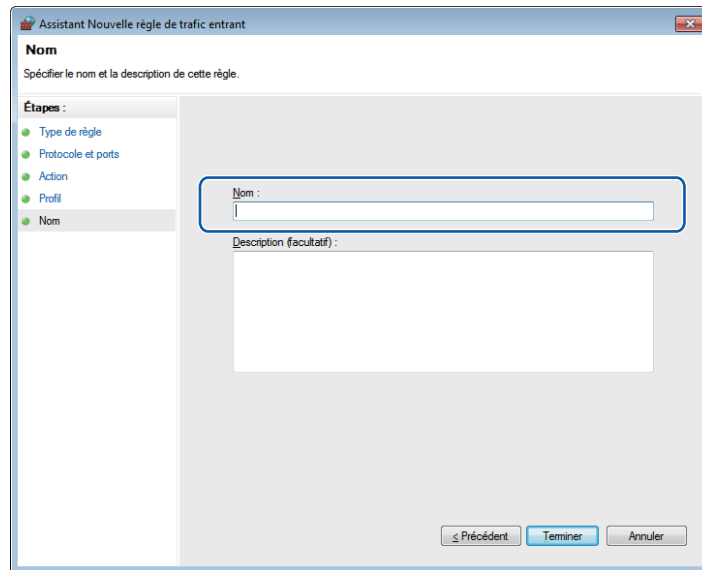 Assistant Nouvelle règle de trafic entrant
Nom
Spécifier le nom et la description de cette règle.
Étapes :
Type de règle
Protocole et ports
Action
Profil
Nom
Nom :
Description (facultatif) :
< Précédent
Terminer
Annuler